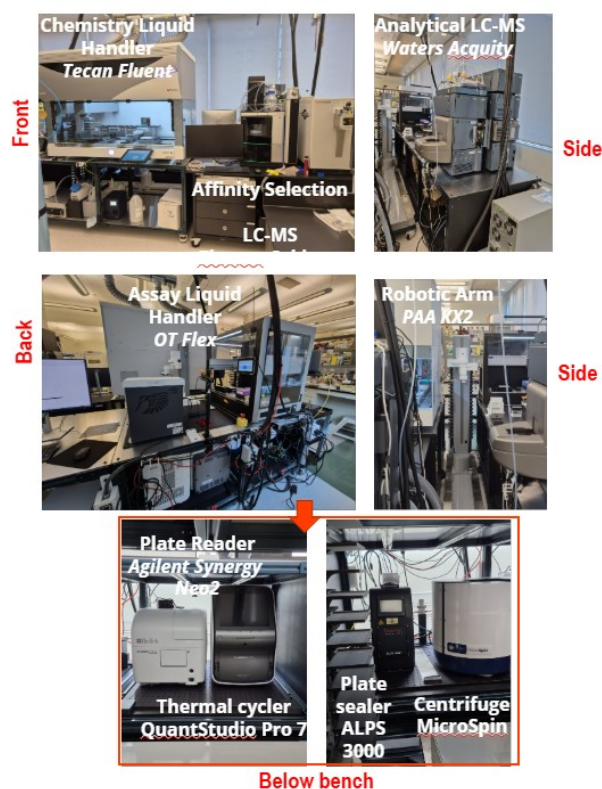 Chemistry Liquid
Handler
Tecan Fluent
Analytical LC-MS
Waters Acquity
Front
Side
Affinity Selection
LC-MS
Assay Liquid
Handler
OT Flex
Robotic Arm
PAA KX2
Back
Side
Plate Reader
Agilent Synergy
Neo2
Thermal cycler
QuantStudio Pro 7
Plate
sealer
ALPS
3000
Centrifuge
MicroSpin
Below bench